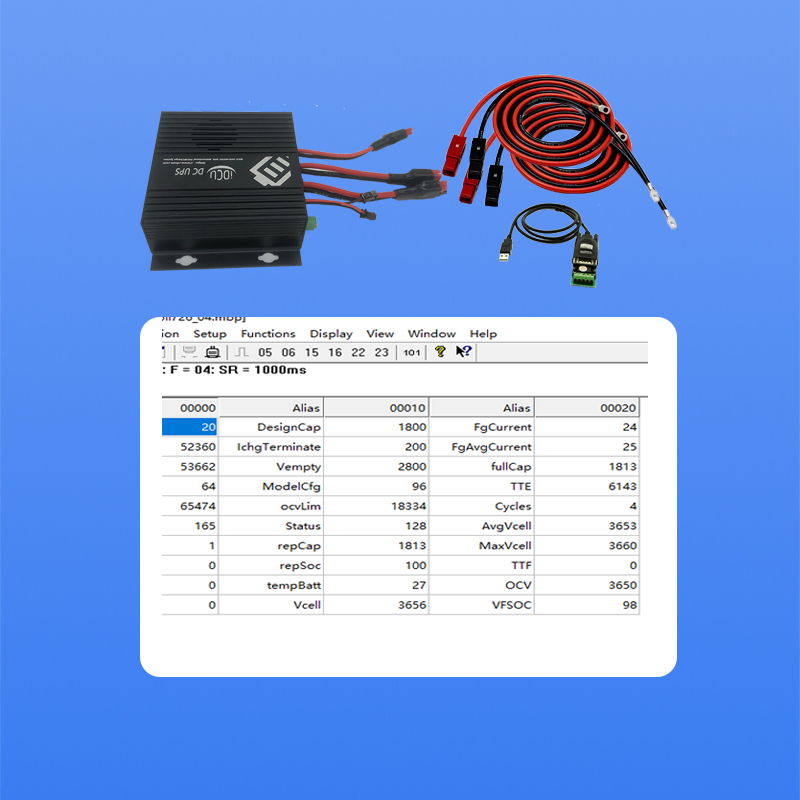 iDCU
DC UPS
ion Setup Functions Display View Window Help
05 06 15 16 22 23 101 ? ?
: F = 04: SR = 1000ms
00000 Alias 00010 Alias 00020
20 DesignCap 1800 FgCurrent 24
52360 IchgTerminate 200 FgAvgCurrent 25
53662 Vempty 2800 fullCap 1813
64 ModelCfg 96 TTE 6143
65474 ocvLim 18334 Cycles 4
165 Status 128 AvgVcell 3653
1 repCap 1813 MaxVcell 3660
0 repSoc 100 TTF 0
0 tempBatt 27 OCV 3650
0 Vcell 3656 VFSOC 98